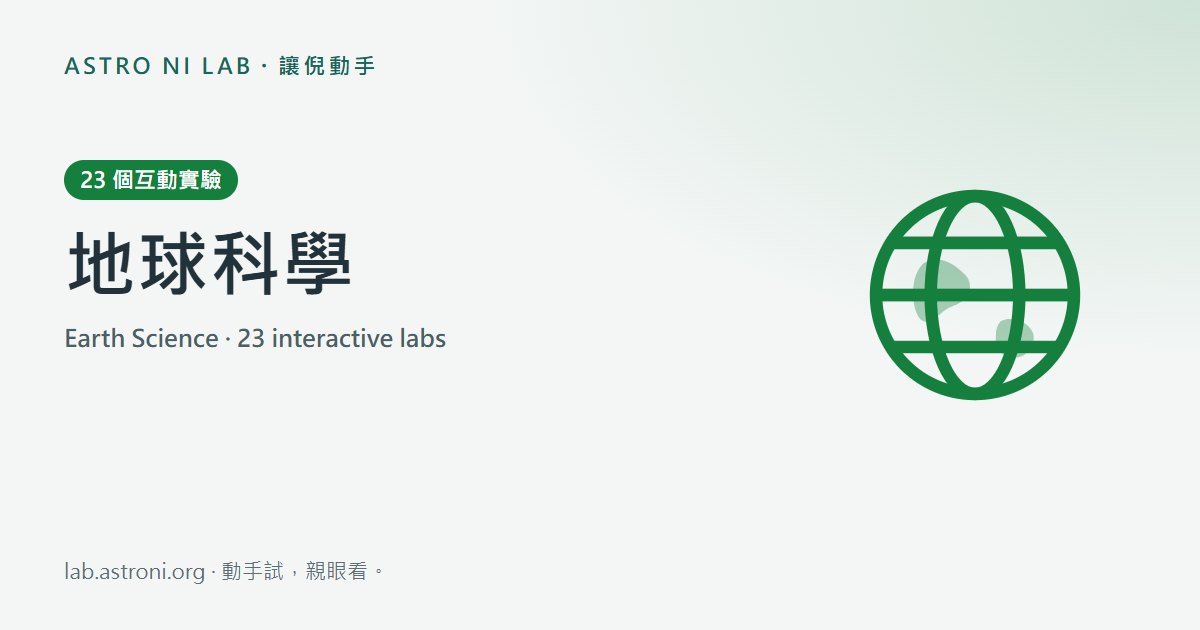 ASTRO NI LAB · 讓倪動手
23 個互動實驗
地球科學
Earth Science · 23 interactive labs
lab.astroni.org · 動手試，親眼看。